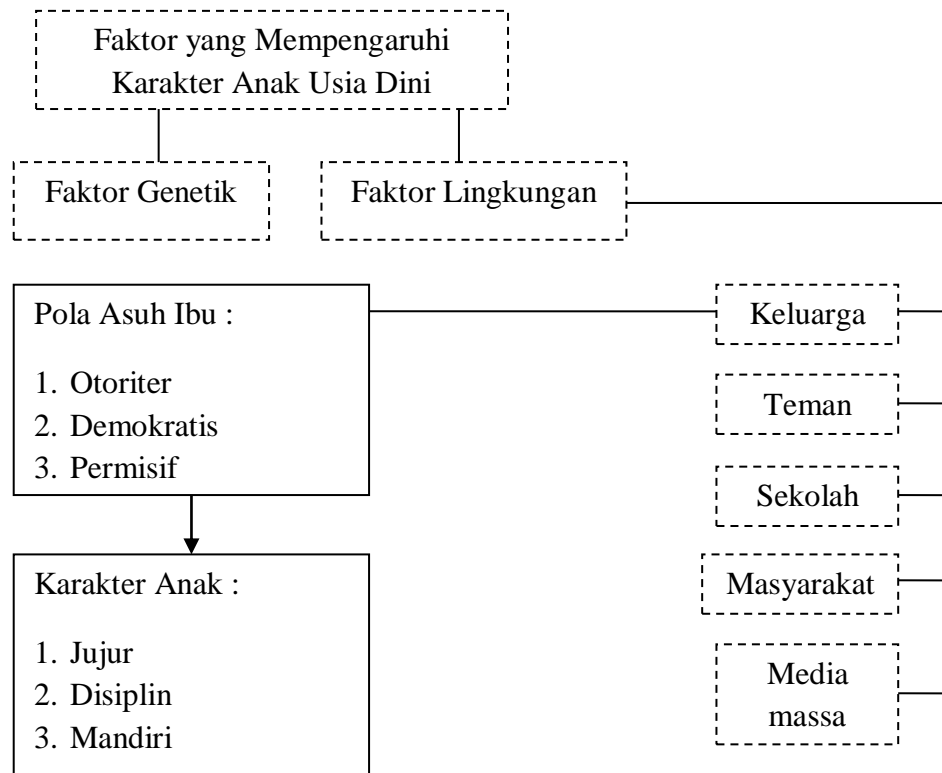 Faktor yang Mempengaruhi
Karakter Anak Usia Dini
Faktor Genetik
Faktor Lingkungan
Pola Asuh Ibu :
1. Otoriter
2. Demokratis
3. Permisif
Keluarga
Teman
Sekolah
Masyarakat
Media
massa
Karakter Anak :
1. Jujur
2. Disiplin
3. Mandiri